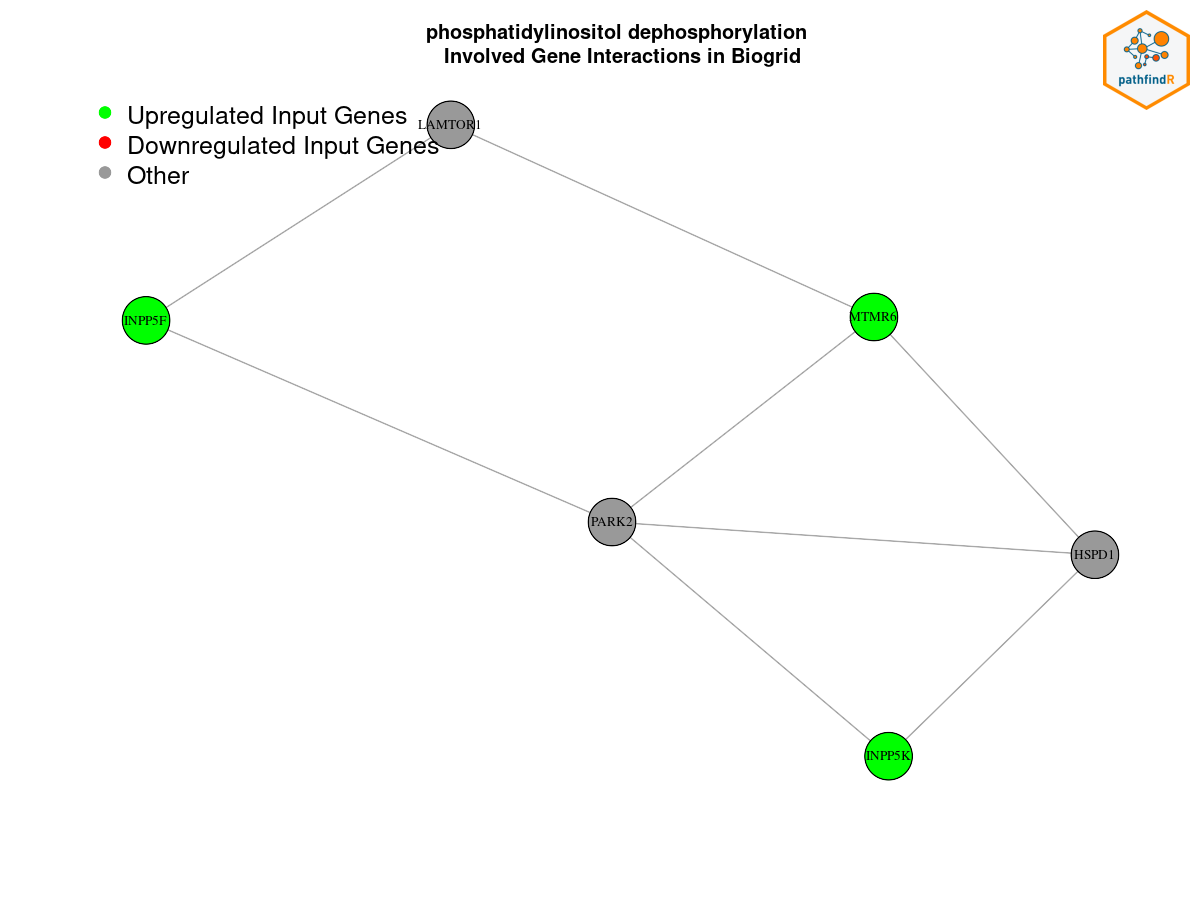 phosphatidylinositol dephosphorylation
Involved Gene Interactions in Biogrid
pathfindR
Upregulated Input Genes
Downregulated Input Genes
Other
LAMTOR1
INPP5F
MTMR6
PARK2
HSPD1
INPP5K